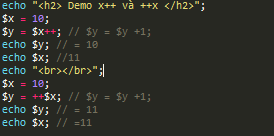 echo "<h2> Demo x++ và ++x </h2>";
$x = 10;
$y = $x++; // $y = $y +1;
echo $y; // = 10
echo $x; //11
echo "<br></br>";
$x = 10;
$y = ++$x; // $y = $y +1;
echo $y; // = 11
echo $x; // =11